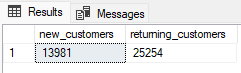 Results Messages
new_customers returning_customers
1 13981 25254